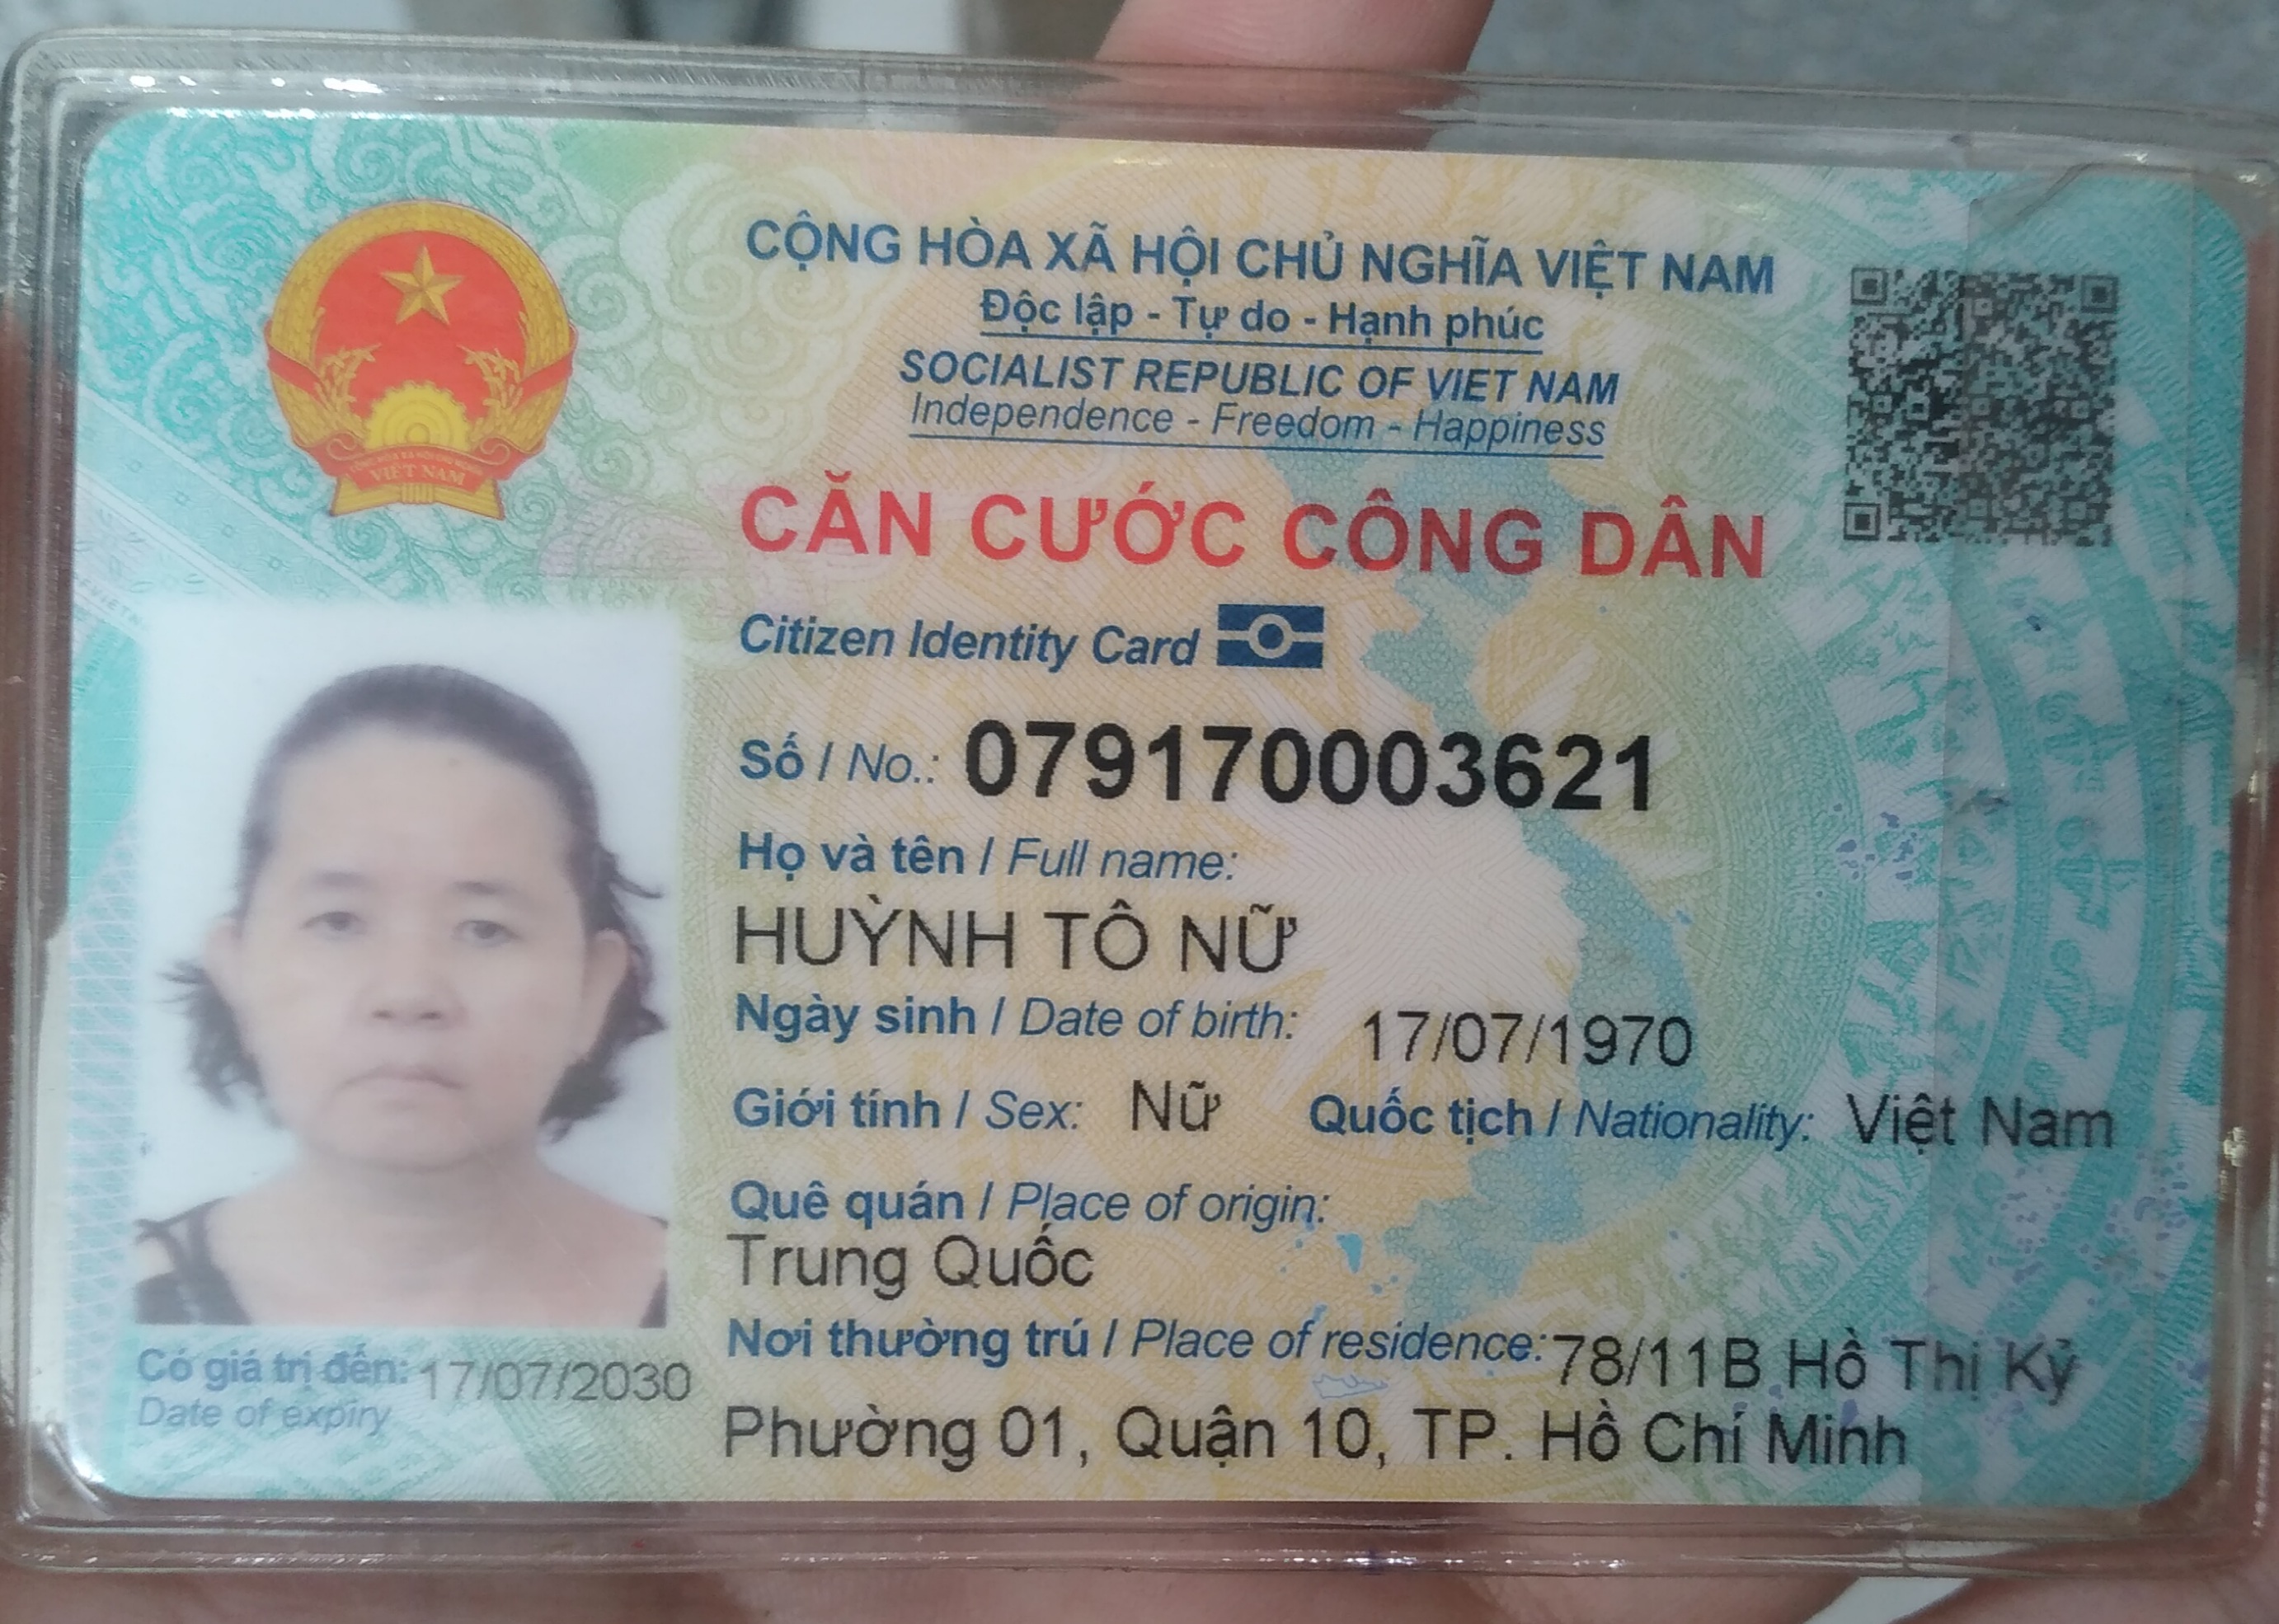 CỘNG HÒA XÃ HỘI CHỦ NGHĨA VIỆT NAM
Độc lập - Tự do - Hạnh phúc
SOCIALIST REPUBLIC OF VIET NAM
Independence - Freedom - Happiness
VIỆT NAM
CĂN CƯỚC CÔNG DÂN
Citizen Identity Card
Số / No.: 079170003621
Họ và tên / Full name:
HUỲNH TÔ NỮ
Ngày sinh / Date of birth: 17/07/1970
Giới tính / Sex: Nữ Quốc tịch / Nationality: Việt Nam
Quê quán / Place of origin:
Trung Quốc
Nơi thường trú / Place of residence: 78/11B Hồ Thị Kỷ
Phường 01, Quận 10, TP. Hồ Chí Minh
Có giá trị đến: 17/07/2030
Date of expiry